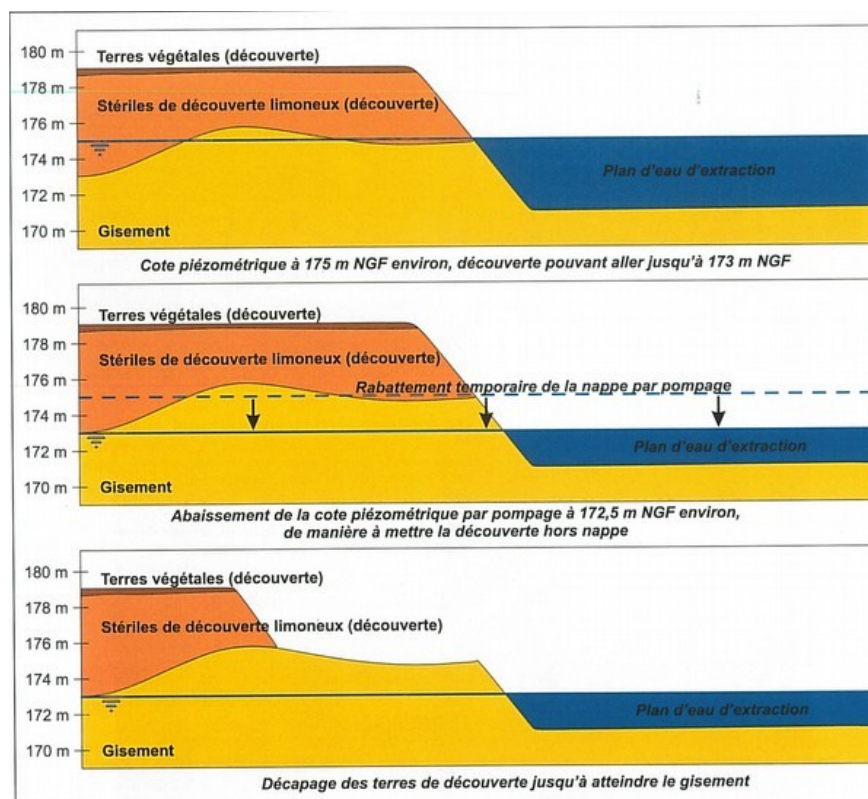 180 m
Terres végétales (découverte)
178 m
Stériles de découverte limoneux (découverte)
176 m
174 m
Plan d'eau d'extraction
172 m
170 m
Gisement
Cote piézométrique à 175 m NGF environ, découverte pouvant aller jusqu'à 173 m NGF
180 m
Terres végétales (découverte)
178 m
Stériles de découverte limoneux (découverte)
176 m
Rabattement temporaire de la nappe par pompage
174 m
172 m
Plan d'eau d'extraction
170 m
Gisement
Abaissement de la cote piézométrique par pompage à 172,5 m NGF environ,
de manière à mettre la découverte hors nappe
180 m
Terres végétales (découverte)
178 m
Stériles de découverte limoneux (découverte)
176 m
174 m
172 m
Plan d'eau d'extraction
170 m
Gisement
Décapage des terres de découverte jusqu'à atteindre le gisement